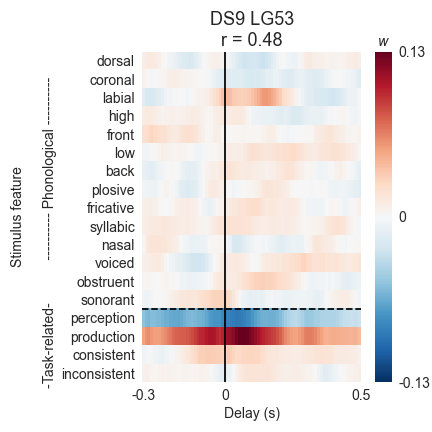 DS9 LG53
r = 0.48
w
0.13
0
-0.13
Stimulus feature
---------- Phonological ----------
-Task-related-
dorsal
coronal
labial
high
front
low
back
plosive
fricative
syllabic
nasal
voiced
obstruent
sonorant
perception
production
consistent
inconsistent
-0.3
0
0.5
Delay (s)